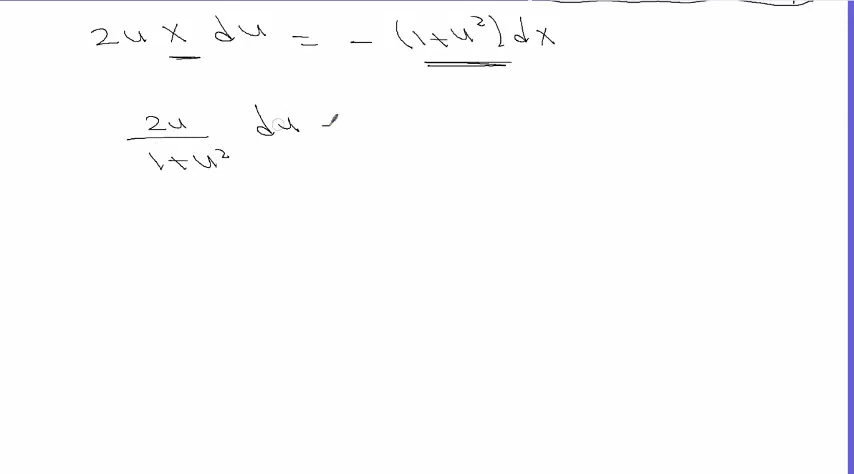 2u x du = - (1+u²) dx
2u/(1+u²) du -